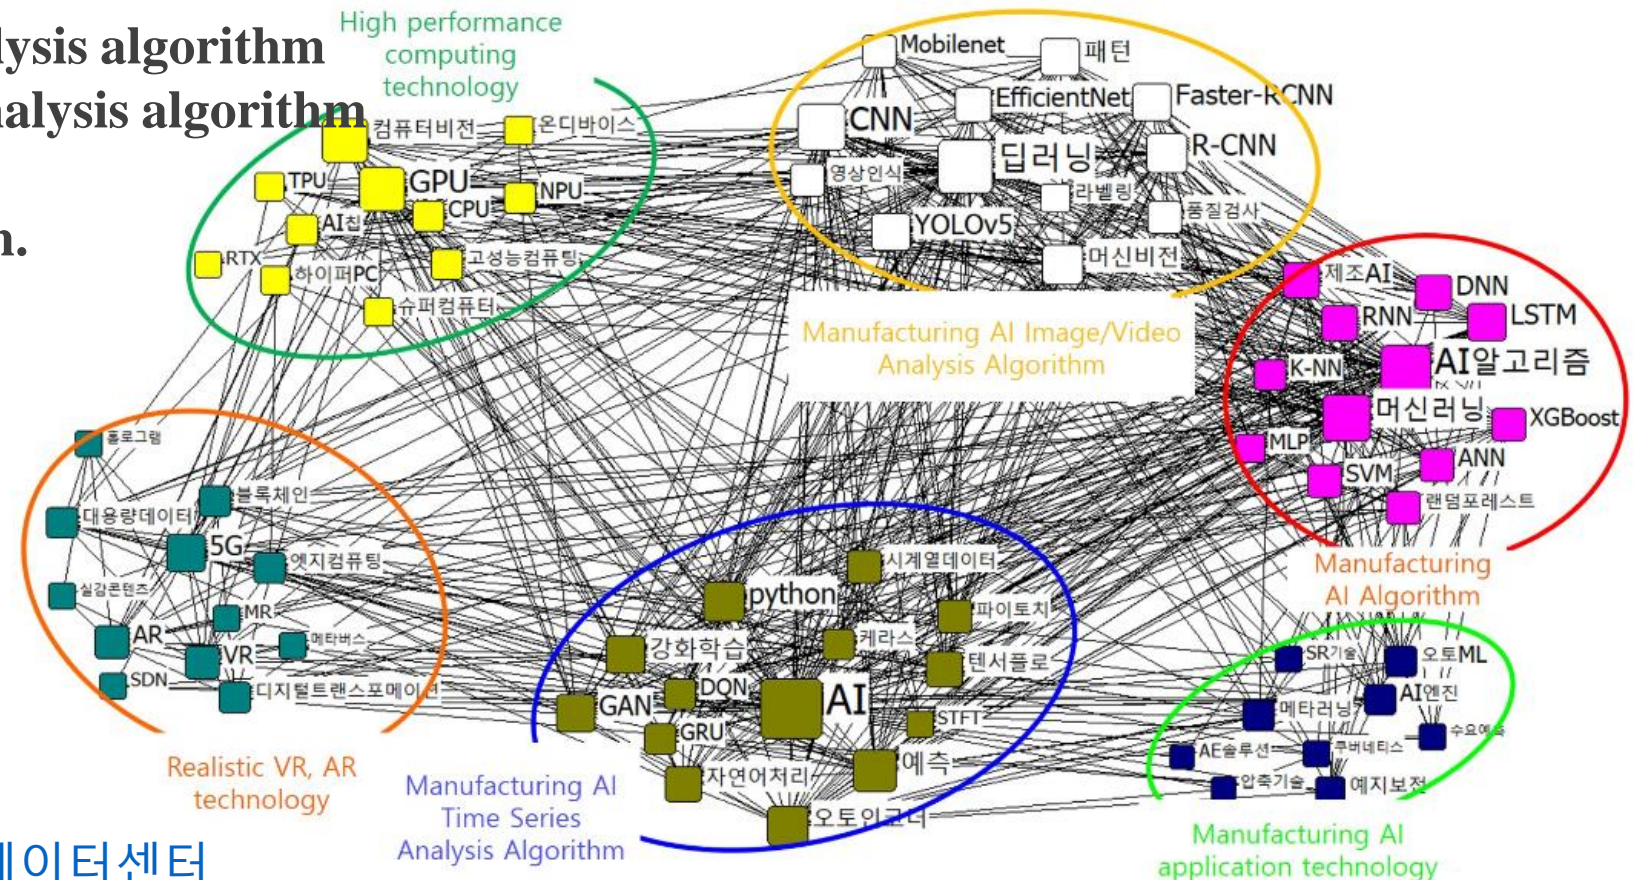 lysis algorithm
nalysis algorithm
n.
High performance
computing
technology
컴퓨터비전
온디바이스
TPU
GPU
NPU
CPU
AI칩
RTX
고성능컴퓨팅
하이퍼PC
슈퍼컴퓨터
Mobilenet
패턴
EfficientNet
Faster-RCNN
CNN
딥러닝
R-CNN
영상인식
라벨링
품질검사
YOLOv5
머신비전
Manufacturing AI Image/Video
Analysis Algorithm
제조AI
DNN
RNN
LSTM
K-NN
AI알고리즘
머신러닝
XGBoost
MLP
SVM
ANN
랜덤포레스트
Manufacturing
AI Algorithm
홀로그램
블록체인
대용량데이터
5G
엣지컴퓨팅
실감콘텐즈
MR
AR
메타버스
VR
SDN
디지털트랜스포메이션
Realistic VR, AR
technology
시계열데이터
python
파이토치
케라스
강화학습
텐서플로
DQN
GAN
AI
STFT
GRU
예측
자연어처리
오토인코더
Manufacturing AI
Time Series
Analysis Algorithm
SR기술
오토ML
AI엔진
메타러닝
수요예측
AE솔루션
쿠버네티스
압축기술
예지보전
Manufacturing AI
application technology
데이터센터